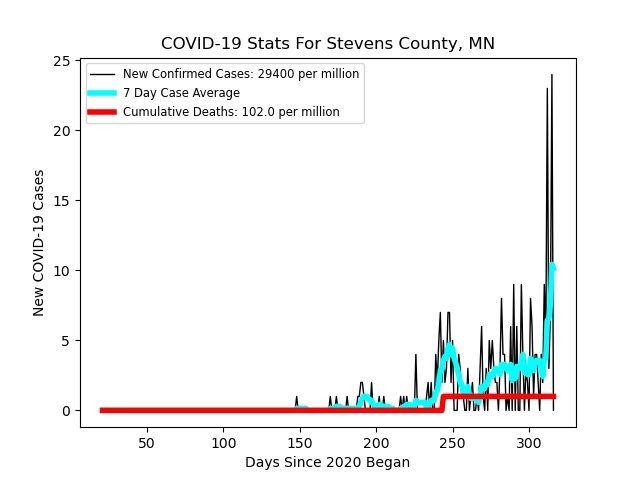 COVID-19 Stats For Stevens County, MN
New Confirmed Cases: 29400 per million
7 Day Case Average
Cumulative Deaths: 102.0 per million
New COVID-19 Cases
25
20
15
10
5
0
50
100
150
200
250
300
Days Since 2020 Began